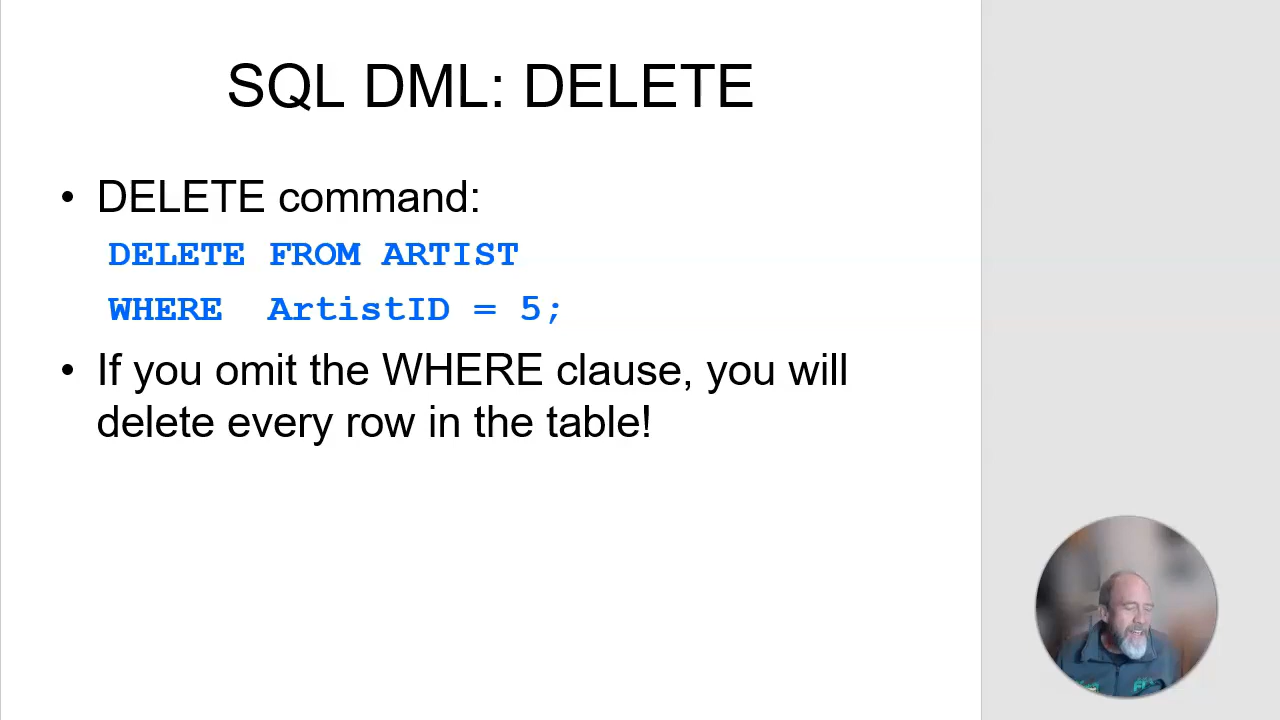 SQL DML: DELETE
• DELETE command:
DELETE FROM ARTIST
WHERE  ArtistID = 5;
• If you omit the WHERE clause, you will
delete every row in the table!